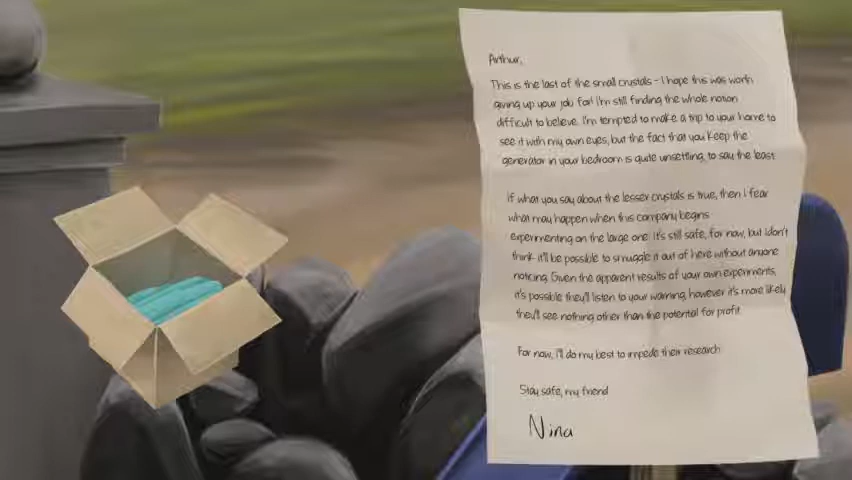 Arthur,
This is the last of the small crystals - I hope this was worth
giving up your job for! I'm still finding the whole notion
difficult to believe. I'm tempted to make a trip to your home to
see it with my own eyes, but the fact that you keep the
generator in your bedroom is quite unsettling, to say the least.
If what you say about the lesser crystals is true, then I fear
what may happen when this company begins
experimenting on the large one. It's still safe, for now, but I don't
think it'll be possible to smuggle it out of here without anyone
noticing. Given the apparent results of your own experiments,
it's possible they'll listen to your warning, however it's more likely
they'll see nothing other than the potential for profit.
For now, I'll do my best to impede their research.
Stay safe, my friend
Nina